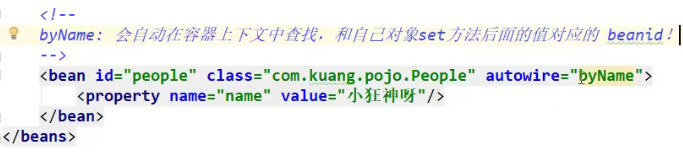 <!--
byName: 会自动在容器上下文中查找，和自己对象set方法后面的值对应的 beanid！
-->
<bean id="people" class="com.kuang.pojo.People" autowire="byName">
<property name="name" value="小狂神呀"/>
</bean>
</beans>